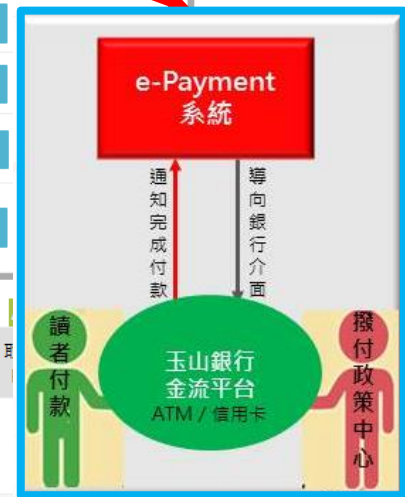 e-Payment
系統
通知完成付款
導向銀行介面
讀者付款
玉山銀行
金流平台
ATM / 信用卡
撥付政策中心